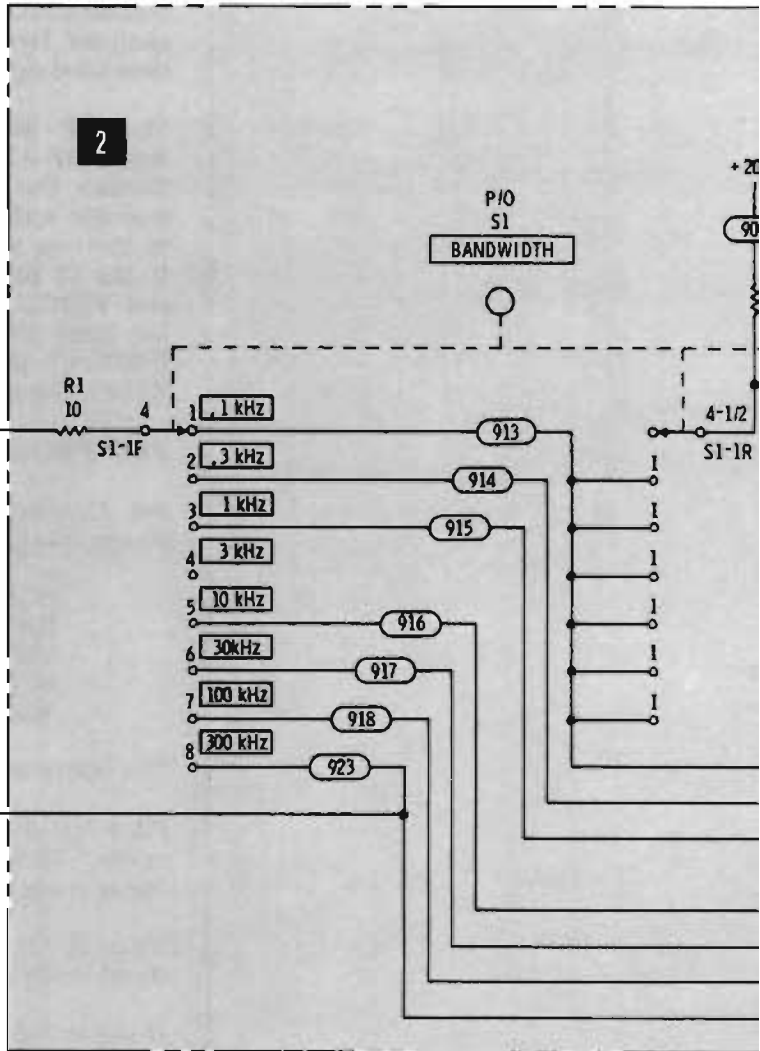 2
+ 20
P/O
S1
BANDWIDTH
90
R1
10
4
S1-1F
1 .1 kHz
913
4-1/2
S1-1R
2 .3 kHz
914
1
3 1 kHz
915
1
4 3 kHz
1
5 10 kHz
916
1
6 30kHz
917
1
7 100 kHz
918
1
8 300 kHz
923